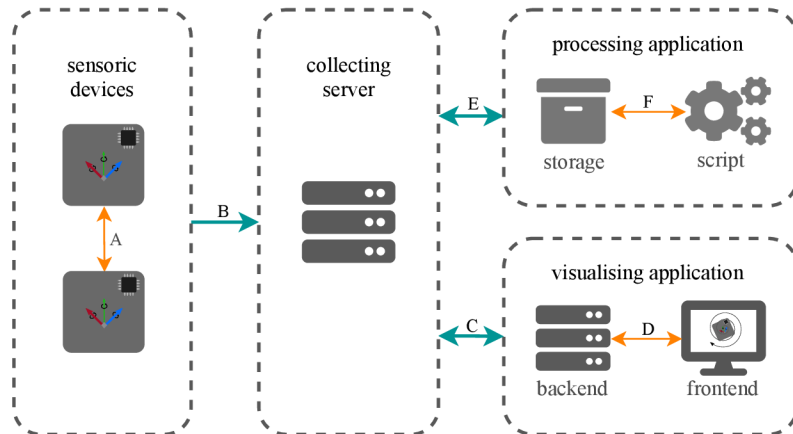 sensoric
devices
A
B
collecting
server
E
C
processing application
F
storage
script
visualising application
D
backend
frontend